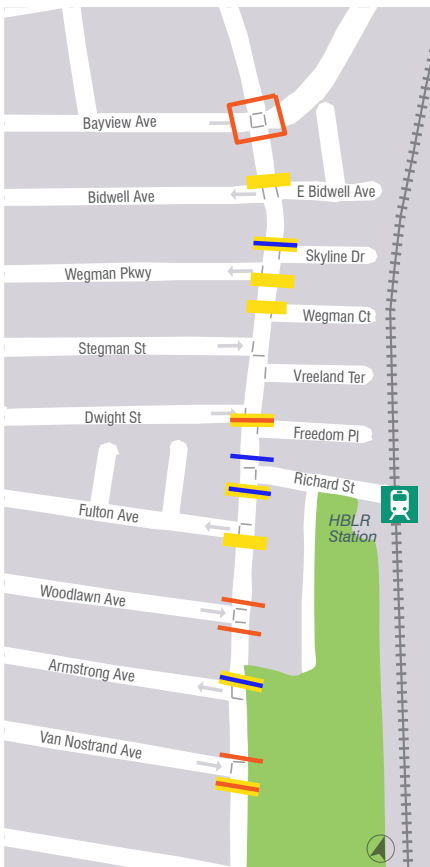 Bayview Ave
Bidwell Ave
E Bidwell Ave
Skyline Dr
Wegman Pkwy
Wegman Ct
Stegman St
Vreeland Ter
Dwight St
Freedom Pl
Richard St
Fulton Ave
HBLR
Station
Woodlawn Ave
Armstrong Ave
Van Nostrand Ave